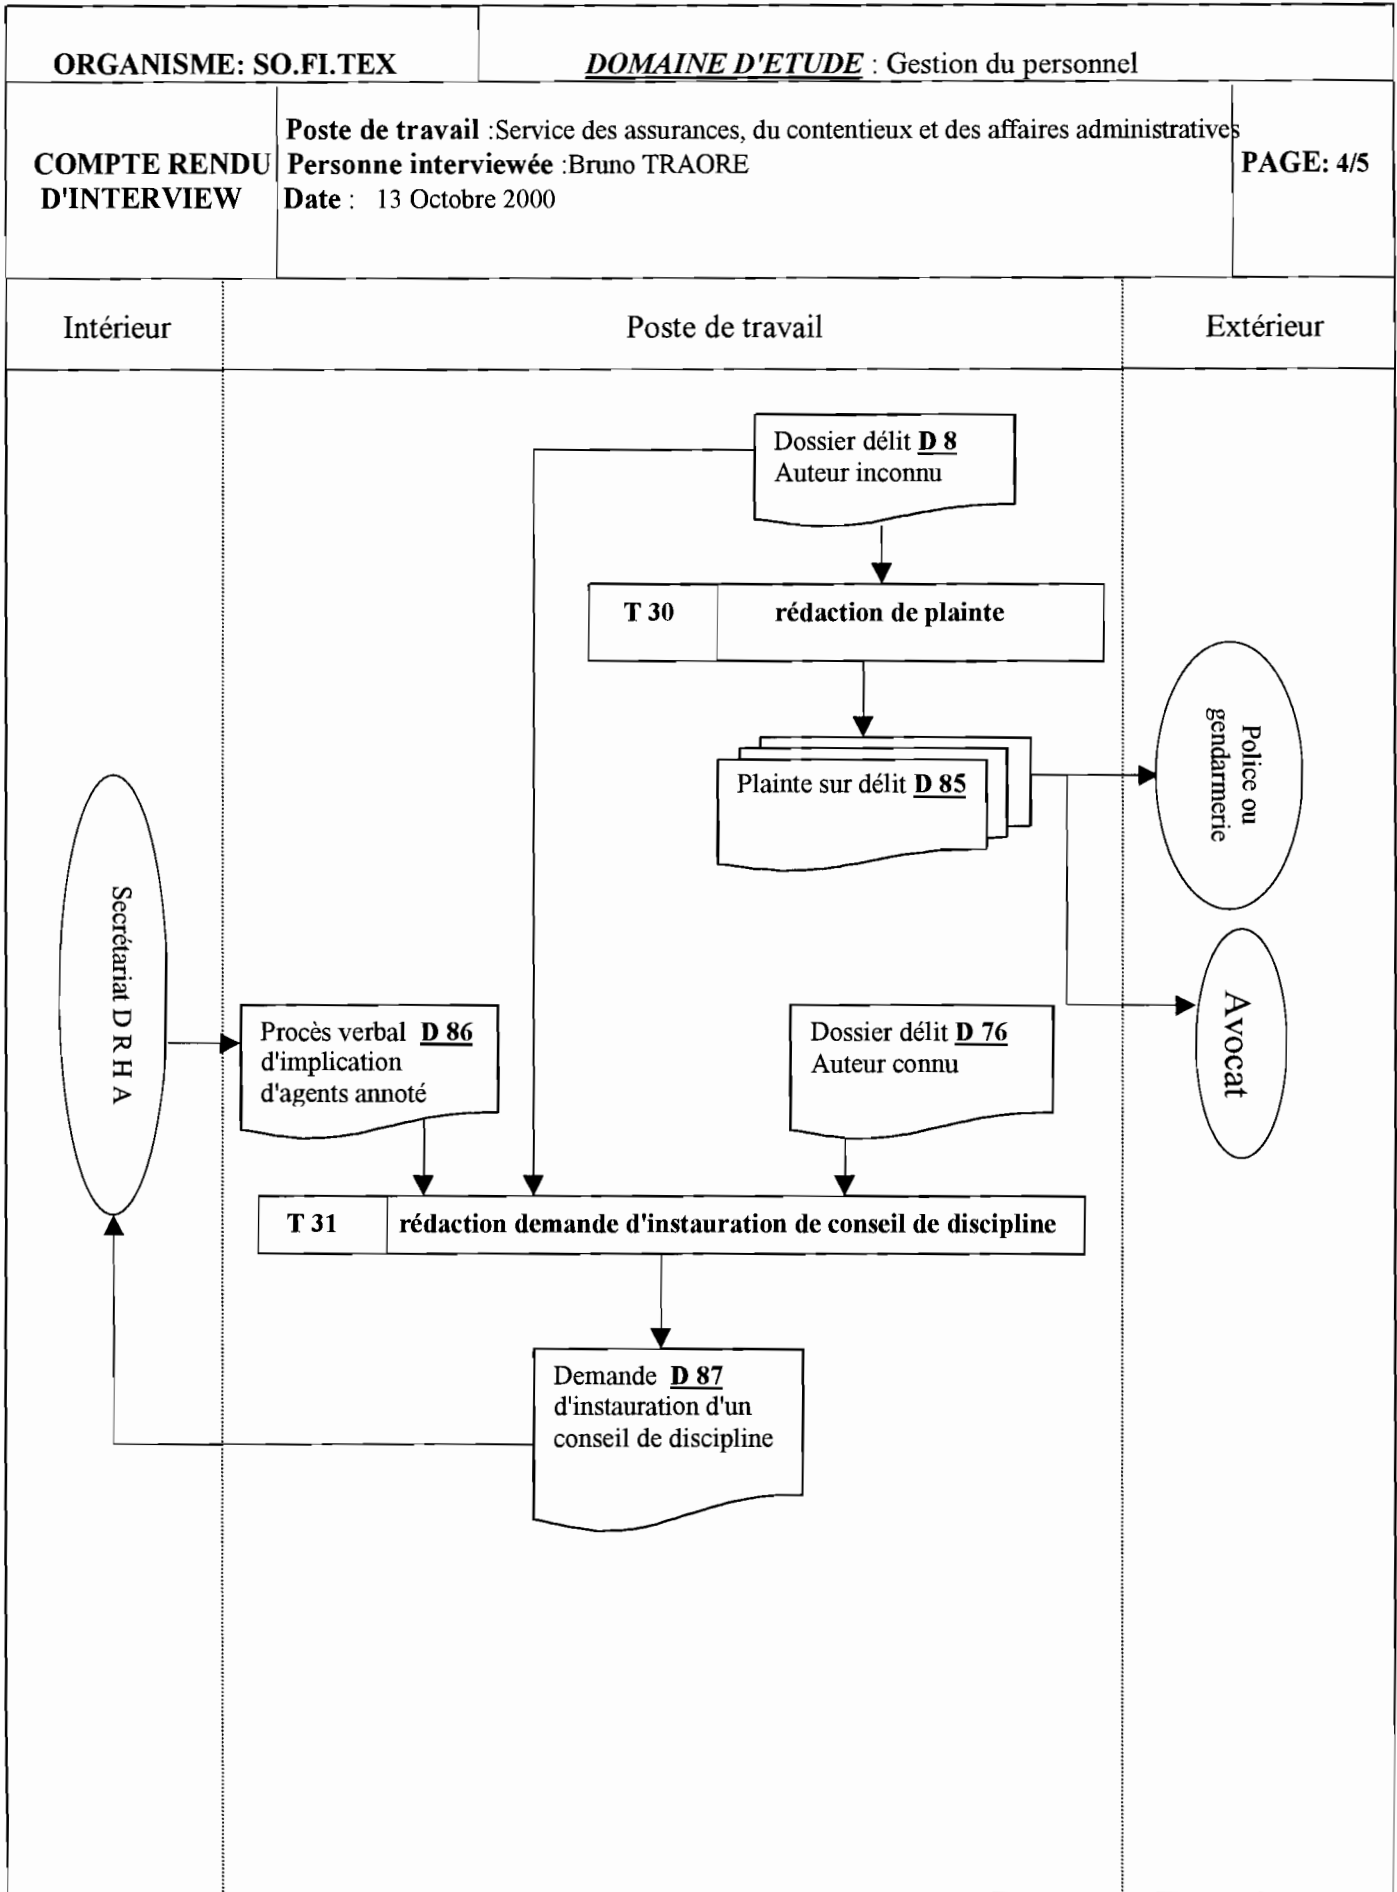 ORGANISME: SO.FI.TEX
DOMAINE D'ETUDE : Gestion du personnel
COMPTE RENDU
D'INTERVIEW
Poste de travail :Service des assurances, du contentieux et des affaires administratives
Personne interviewée :Bruno TRAORE
Date : 13 Octobre 2000
PAGE: 4/5
Intérieur
Poste de travail
Extérieur
Dossier délit D 8
Auteur inconnu
T 30
rédaction de plainte
Plainte sur délit D 85
Police ou
gendarmerie
Avocat
Secrétariat D R H A
Procès verbal D 86
d'implication
d'agents annoté
Dossier délit D 76
Auteur connu
T 31
rédaction demande d'instauration de conseil de discipline
Demande D 87
d'instauration d'un
conseil de discipline